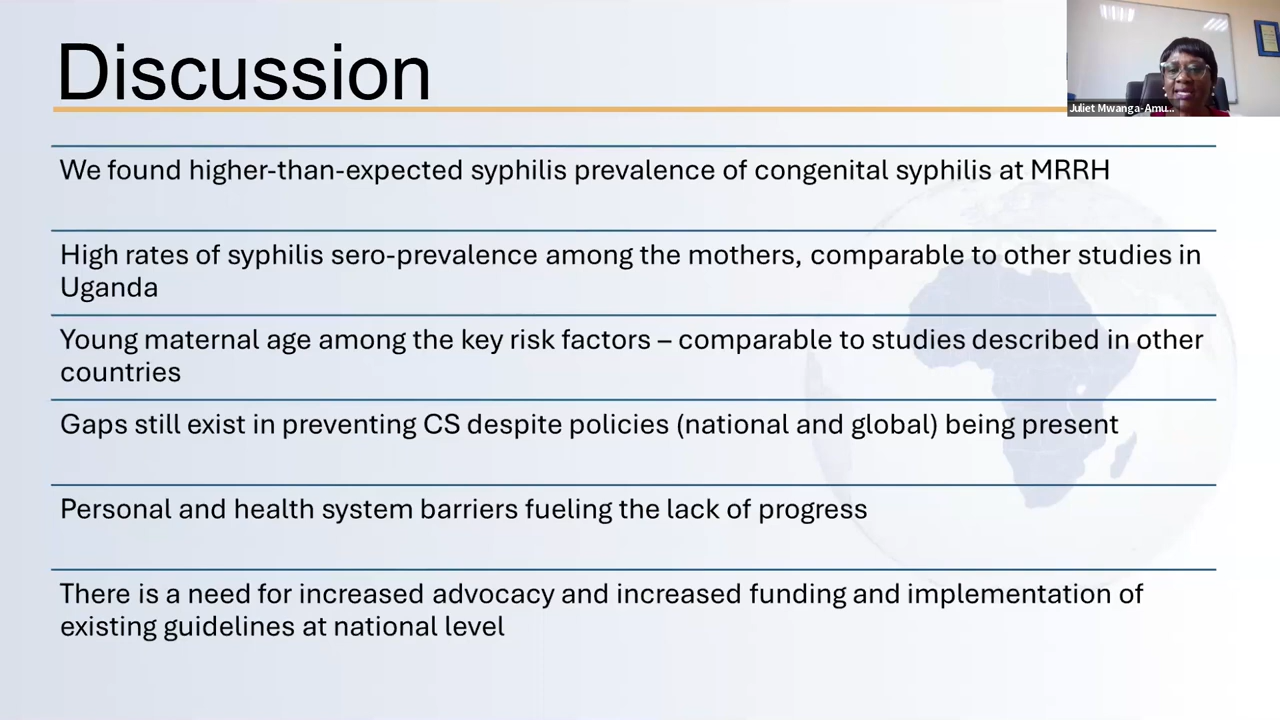 Discussion
Juliet Mwanga-Amu...
We found higher-than-expected syphilis prevalence of congenital syphilis at MRRH
High rates of syphilis sero-prevalence among the mothers, comparable to other studies in
Uganda
Young maternal age among the key risk factors – comparable to studies described in other
countries
Gaps still exist in preventing CS despite policies (national and global) being present
Personal and health system barriers fueling the lack of progress
There is a need for increased advocacy and increased funding and implementation of
existing guidelines at national level